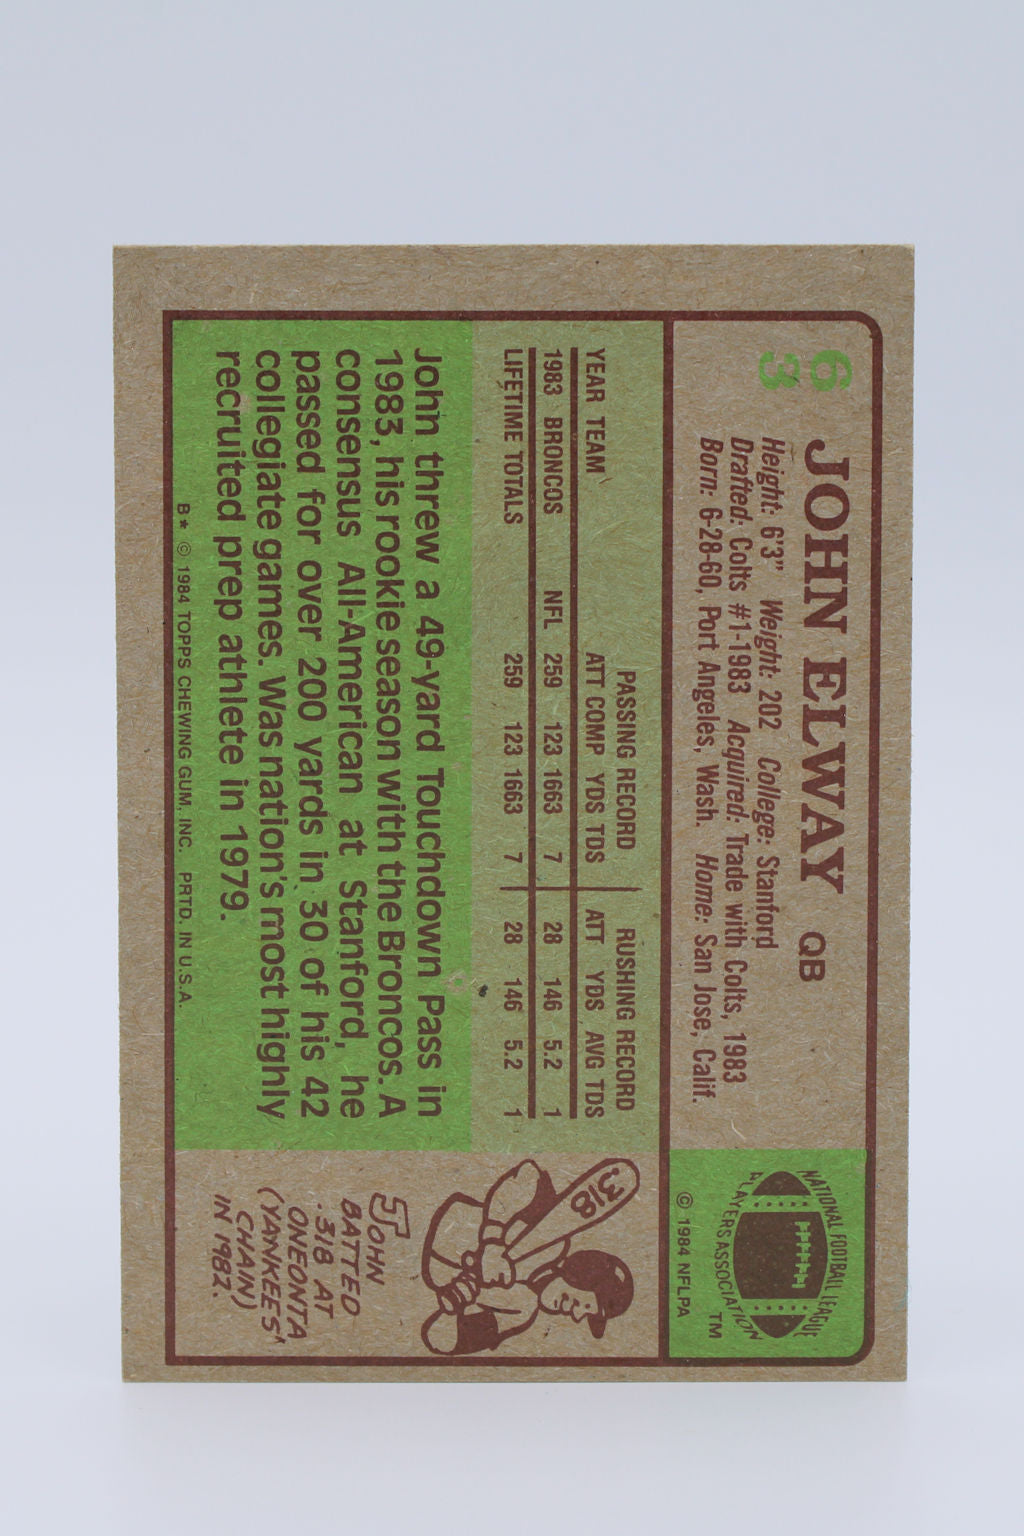 63
JOHN ELWAY QB
Height: 6'3" Weight: 202 College: Stanford
Drafted: Colts #1-1983 Acquired: Trade with Colts, 1983
Born: 6-28-60, Port Angeles, Wash. Home: San Jose, Calif.
NATIONAL FOOTBALL LEAGUE
PLAYERS ASSOCIATION
TM
© 1984 NFLPA
PASSING RECORD RUSHING RECORD
YEAR TEAM ATT COMP YDS TDS ATT YDS AVG TDS
1983 BRONCOS NFL 259 123 1663 7 28 146 5.2 1
LIFETIME TOTALS 259 123 1663 7 28 146 5.2 1
John threw a 49-yard Touchdown Pass in
1983, his rookie season with the Broncos. A
consensus All-American at Stanford, he
passed for over 200 yards in 30 of his 42
collegiate games. Was nation's most highly
recruited prep athlete in 1979.
B* © 1984 TOPPS CHEWING GUM, INC. PRTD. IN U.S.A.
318
JOHN
BATTED
.318 AT
ONEONTA
(YANKEES'
CHAIN)
IN 1982.